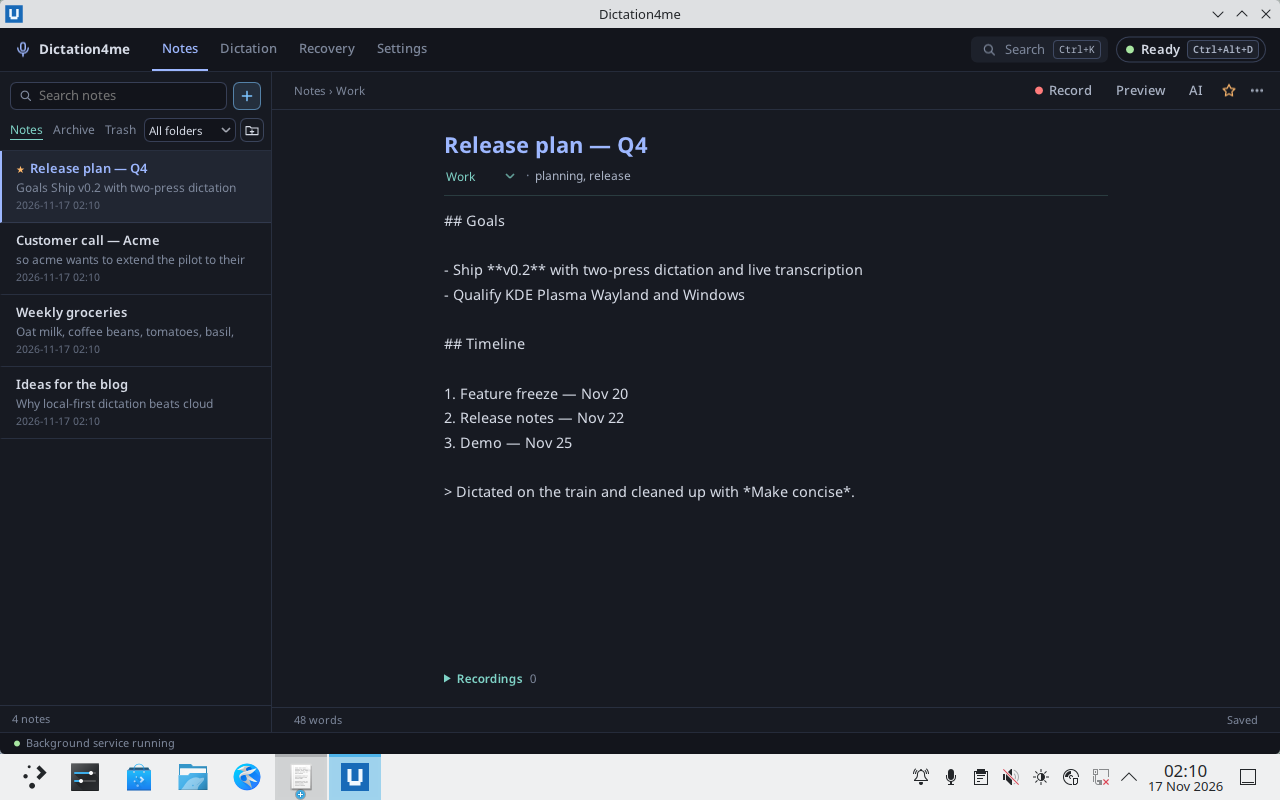 Dictation4me
Dictation4me
Notes
Dictation
Recovery
Settings
Search Ctrl+K
Ready Ctrl+Alt+D
Search notes
Notes › Work
Record
Preview
AI
Notes
Archive
Trash
All folders
★ Release plan — Q4
Goals Ship v0.2 with two-press dictation
2026-11-17 02:10
Customer call — Acme
so acme wants to extend the pilot to their
2026-11-17 02:10
Weekly groceries
Oat milk, coffee beans, tomatoes, basil,
2026-11-17 02:10
Ideas for the blog
Why local-first dictation beats cloud
2026-11-17 02:10
4 notes
Release plan — Q4
Work · planning, release
## Goals
- Ship **v0.2** with two-press dictation and live transcription
- Qualify KDE Plasma Wayland and Windows
## Timeline
1. Feature freeze — Nov 20
2. Release notes — Nov 22
3. Demo — Nov 25
> Dictated on the train and cleaned up with *Make concise*.
Recordings 0
48 words
Saved
Background service running
02:10
17 Nov 2026